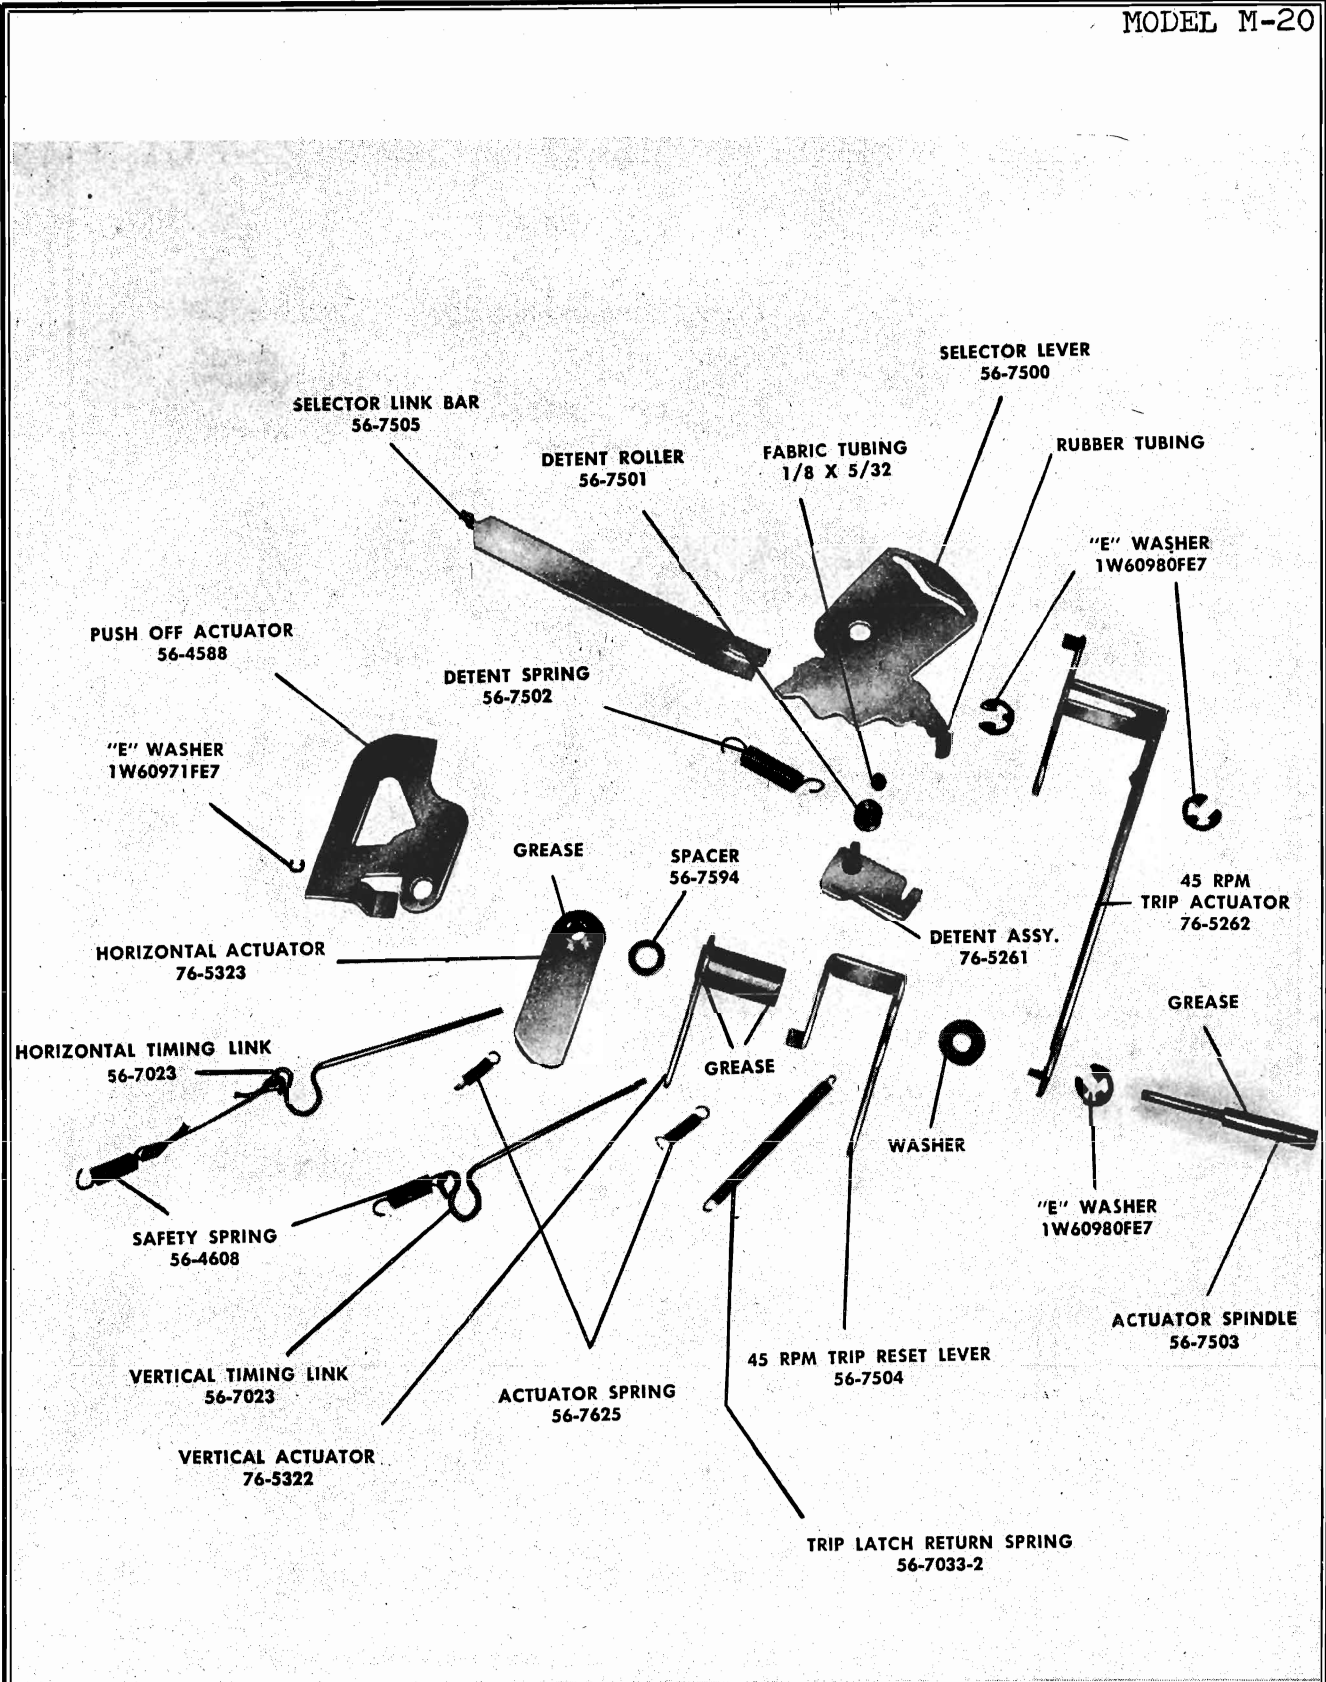 MODEL M-20
SELECTOR LEVER
56-7500
SELECTOR LINK BAR
56-7505
DETENT ROLLER
56-7501
FABRIC TUBING
1/8 X 5/32
RUBBER TUBING
"E" WASHER
1W60980FE7
PUSH OFF ACTUATOR
56-4588
DETENT SPRING
56-7502
"E" WASHER
1W60971FE7
GREASE
SPACER
56-7594
45 RPM
TRIP ACTUATOR
76-5262
HORIZONTAL ACTUATOR
76-5323
DETENT ASSY.
76-5261
GREASE
HORIZONTAL TIMING LINK
56-7023
GREASE
WASHER
"E" WASHER
1W60980FE7
SAFETY SPRING
56-4608
ACTUATOR SPINDLE
56-7503
45 RPM TRIP RESET LEVER
56-7504
VERTICAL TIMING LINK
56-7023
ACTUATOR SPRING
56-7625
VERTICAL ACTUATOR
76-5322
TRIP LATCH RETURN SPRING
56-7033-2